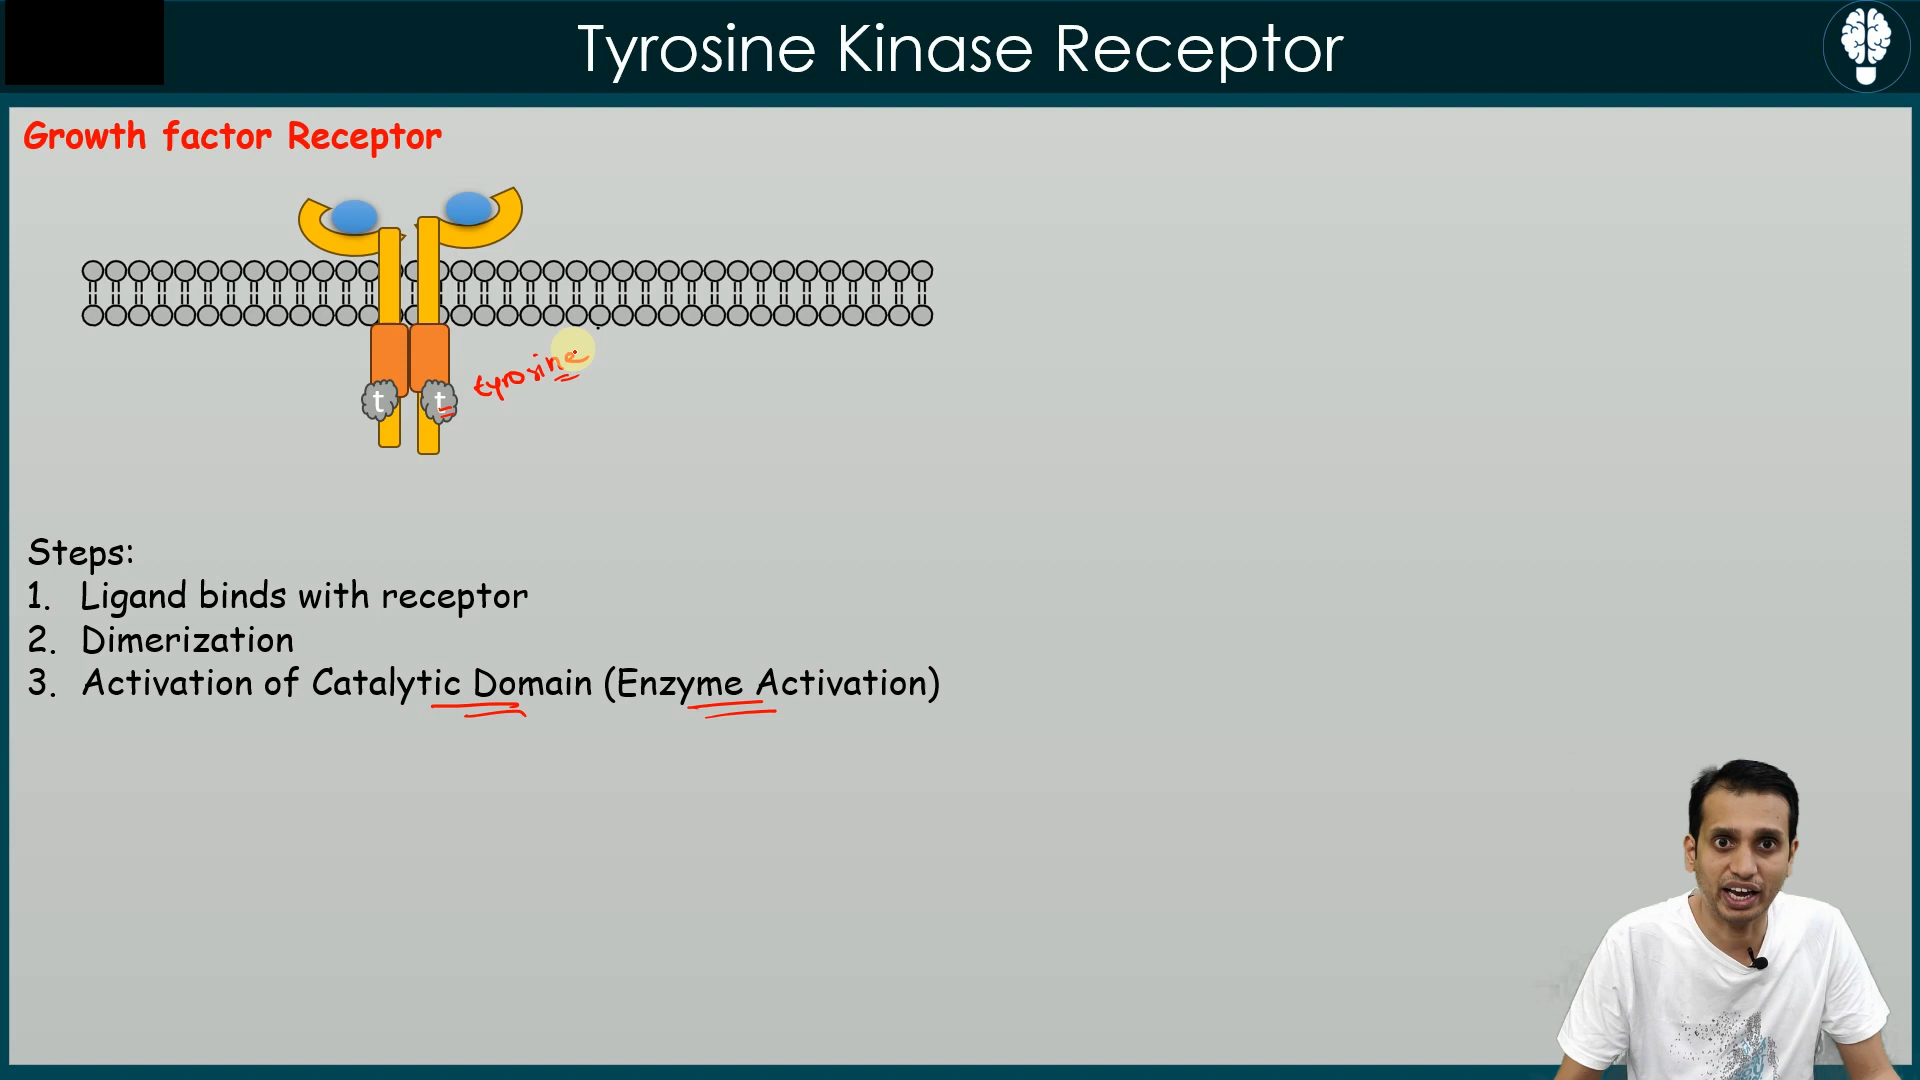 Tyrosine Kinase Receptor
Growth factor Receptor
tyrosine
t t
Steps:
1. Ligand binds with receptor
2. Dimerization
3. Activation of Catalytic Domain (Enzyme Activation)